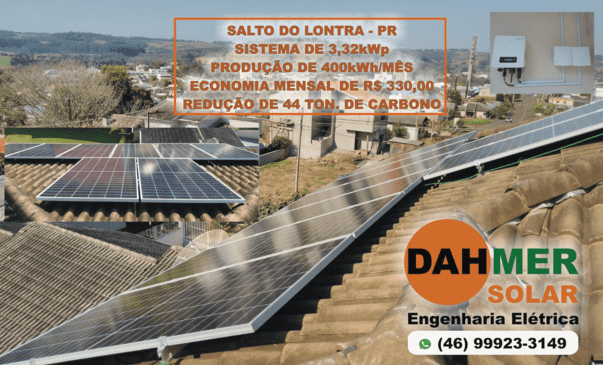 SALTO DO LONTRA - PR
SISTEMA DE 3,32kWp
PRODUÇÃO DE 400kWh/MÊS
ECONOMIA MENSAL DE R$ 330,00
REDUÇÃO DE 44 TON. DE CARBONO
DAHMER
SOLAR
Engenharia Elétrica
(46) 99923-3149